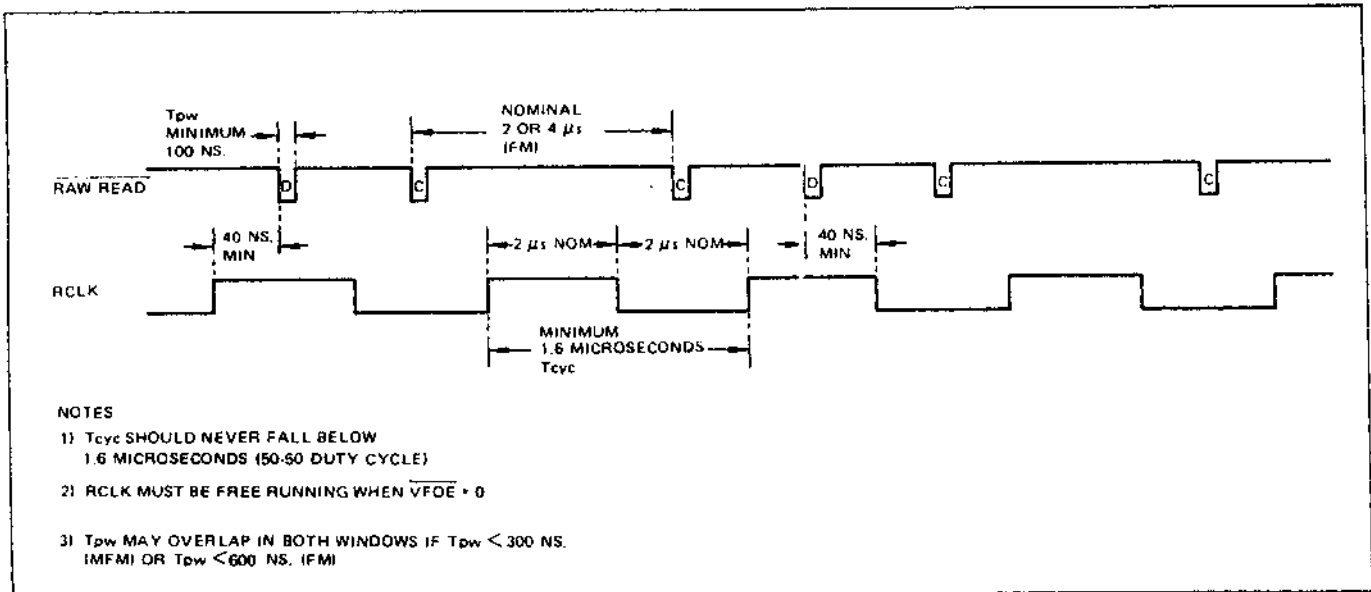 Tpw
MINIMUM
100 NS.
NOMINAL
2 OR 4 µs
(FM)
RAW READ
D
C
C
D
C
C
40 NS.
MIN
2 µs NOM
2 µs NOM
40 NS.
MIN
RCLK
MINIMUM
1.6 MICROSECONDS
Tcyc
NOTES
1) Tcyc SHOULD NEVER FALL BELOW
1.6 MICROSECONDS (50-50 DUTY CYCLE)
2) RCLK MUST BE FREE RUNNING WHEN VFOE = 0
3) Tpw MAY OVERLAP IN BOTH WINDOWS IF Tpw < 300 NS.
(MFM) OR Tpw < 600 NS. (FM)